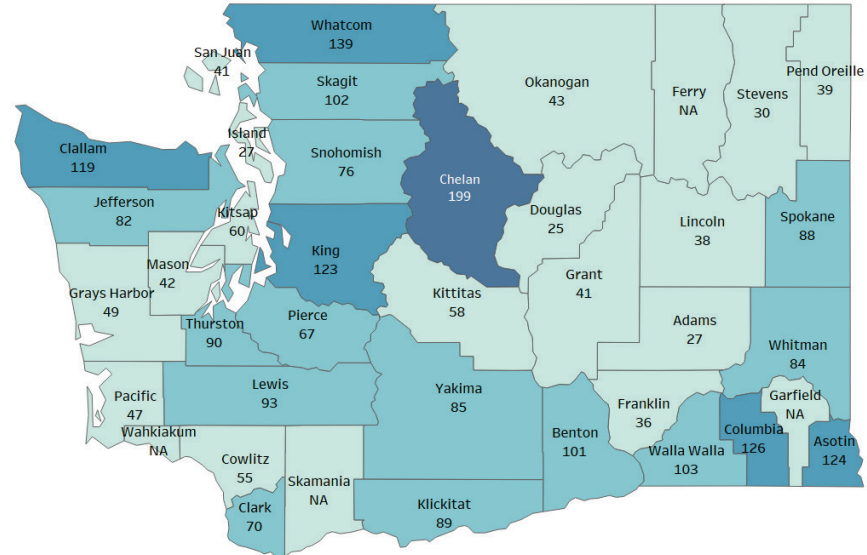 Whatcom
139
San Juan
41
Skagit
102
Okanogan
43
Ferry
NA
Stevens
30
Pend Oreille
39
Island
27
Clallam
119
Snohomish
76
Chelan
199
Jefferson
82
Kitsap
60
Douglas
25
Lincoln
38
Spokane
88
King
123
Mason
42
Grays Harbor
49
Kittitas
58
Grant
41
Thurston
90
Pierce
67
Adams
27
Whitman
84
Pacific
47
Lewis
93
Yakima
85
Franklin
36
Garfield
NA
Wahkiakum
NA
Benton
101
Columbia
126
Asotin
124
Walla Walla
103
Cowlitz
55
Skamania
NA
Clark
70
Klickitat
89